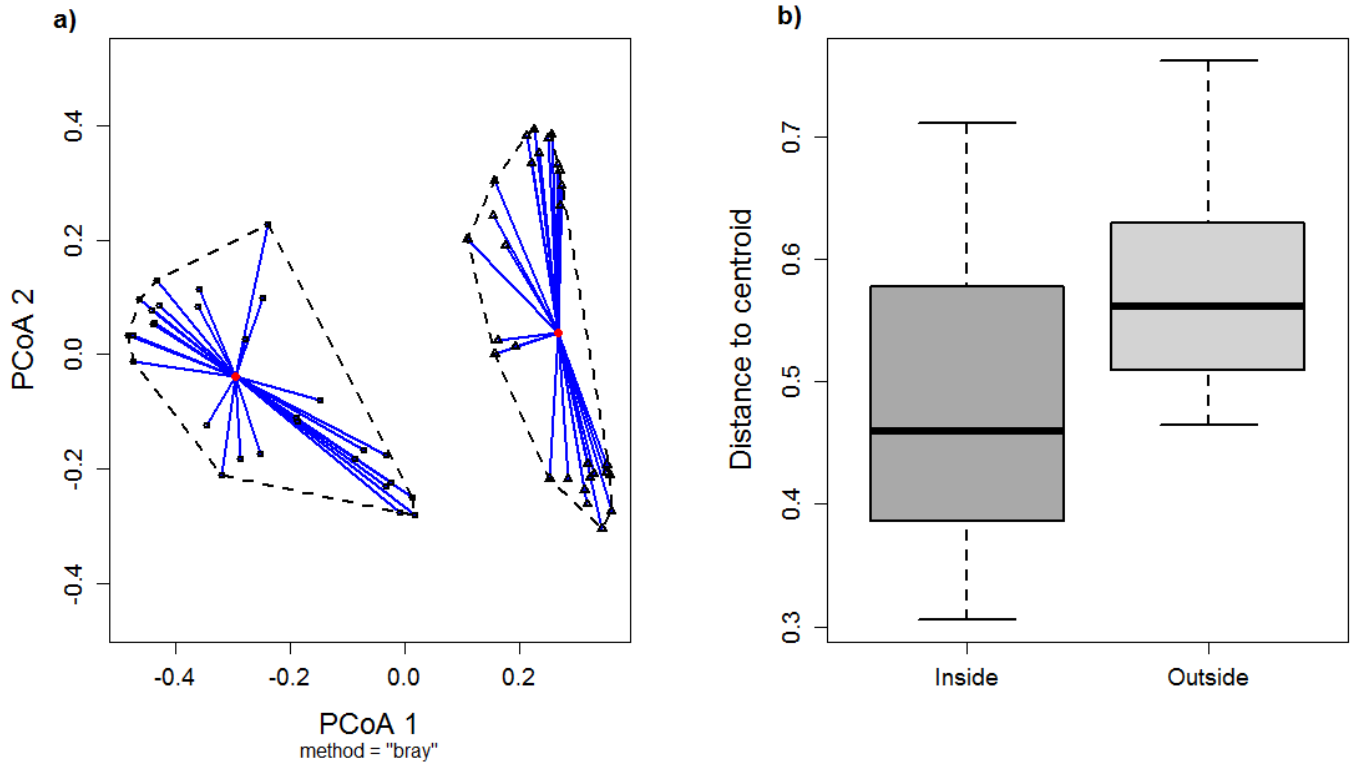 a)
PCoA 2
0.4
0.2
0.0
-0.2
-0.4
-0.4
-0.2
0.0
0.2
PCoA 1
method = "bray"
b)
Distance to centroid
0.7
0.6
0.5
0.4
0.3
Inside
Outside